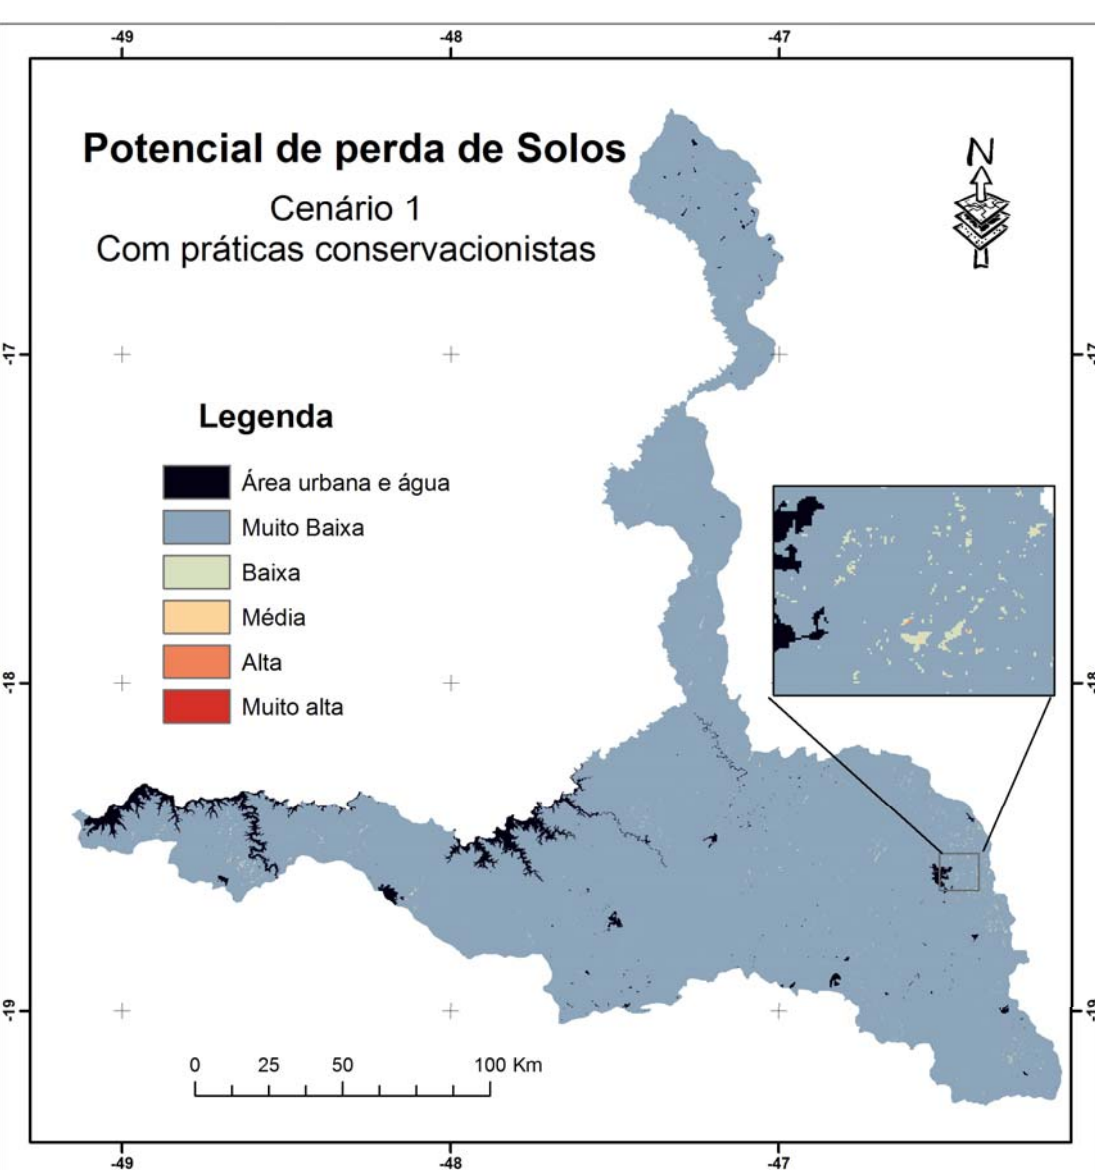 -49 -48 -47
Potencial de perda de Solos
Cenário 1
Com práticas conservacionistas
N
-17 -17
Legenda
Área urbana e água
Muito Baixa
Baixa
Média
Alta
Muito alta
-18 -18
-19 -19
0 25 50 100 Km
-49 -48 -47